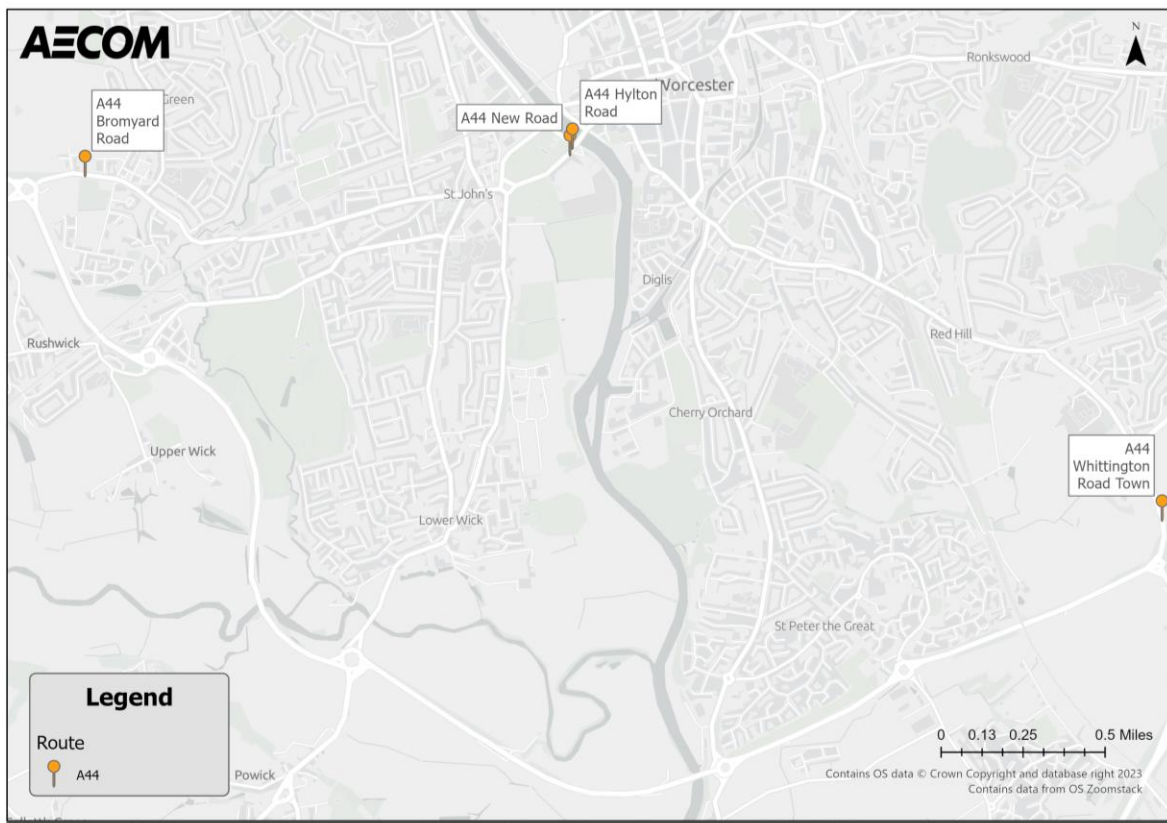 AECOM
N
Ronkswood
Worcester
A44
Bromyard
Road
Green
A44 New Road
A44 Hylton
Road
St John's
Diglis
Rushwick
Red Hill
Cherry Orchard
Upper Wick
A44
Whittington
Road Town
Lower Wick
St Peter the Great
Legend
Route
A44
Powick
0 0.13 0.25 0.5 Miles
Contains OS data © Crown Copyright and database right 2023
Contains data from OS Zoomstack